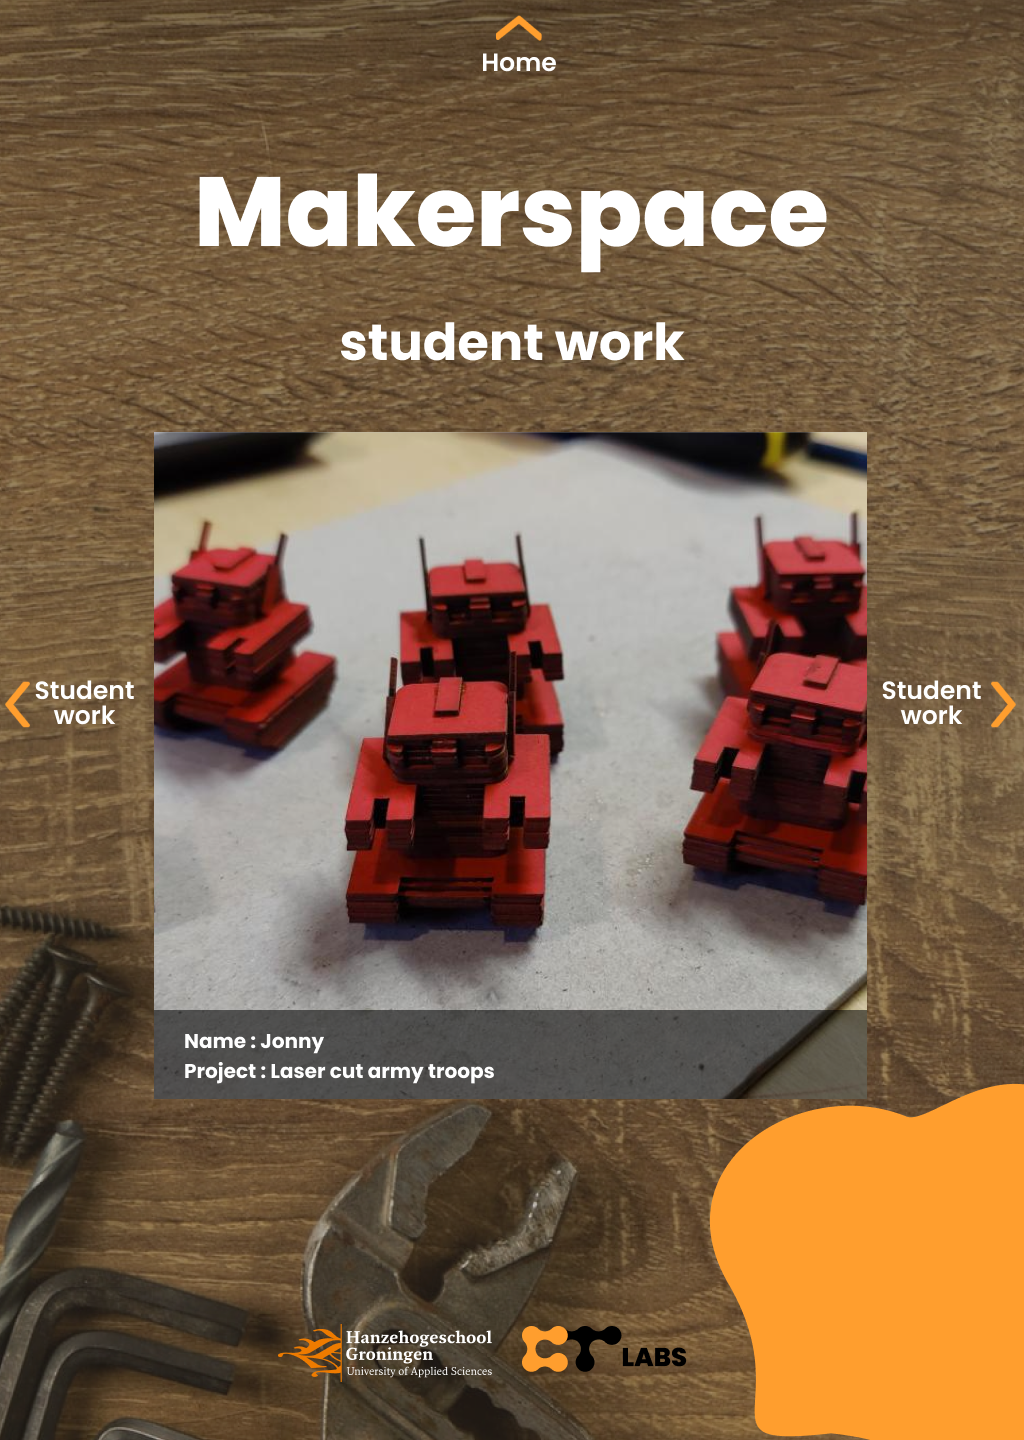 Home
Makerspace
student work
Student
work
Student
work
Name : Jonny
Project : Laser cut army troops
Hanzehogeschool
Groningen
University of Applied Sciences
CT LABS